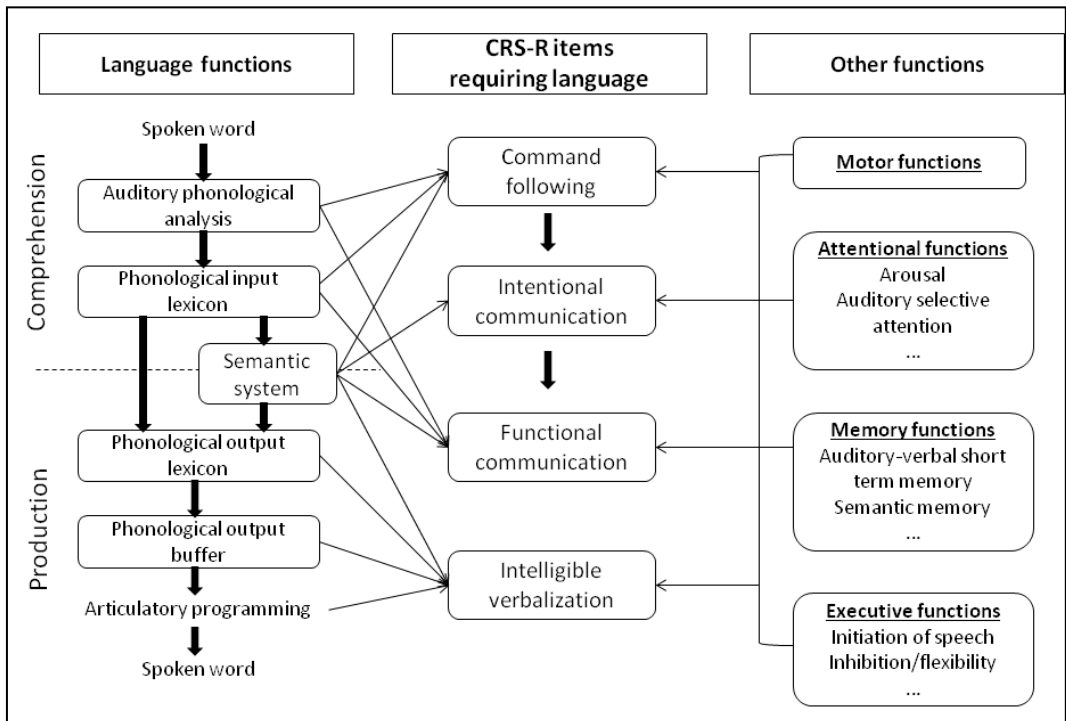 Language functions
CRS-R items
requiring language
Other functions
Comprehension
Production
Spoken word
Auditory phonological
analysis
Phonological input
lexicon
Semantic
system
Phonological output
lexicon
Phonological output
buffer
Articulatory programming
Spoken word
Command
following
Intentional
communication
Functional
communication
Intelligible
verbalization
Motor functions
Attentional functions
Arousal
Auditory selective
attention
...
Memory functions
Auditory-verbal short
term memory
Semantic memory
...
Executive functions
Initiation of speech
Inhibition/flexibility
...